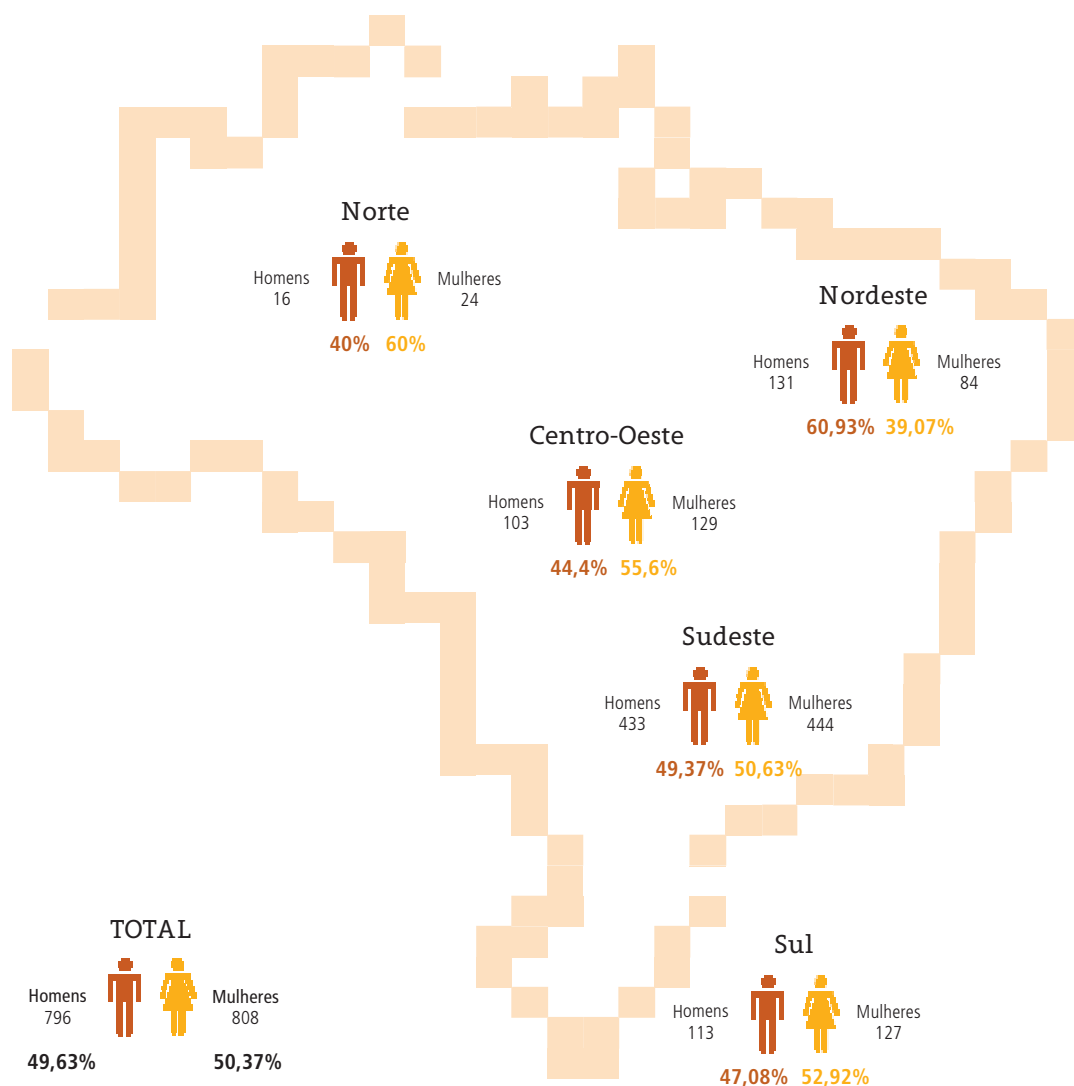 Norte
Homens
16
Mulheres
24
40% 60%
Nordeste
Homens
131
Mulheres
84
60,93% 39,07%
Centro-Oeste
Homens
103
Mulheres
129
44,4% 55,6%
Sudeste
Homens
433
Mulheres
444
49,37% 50,63%
TOTAL
Homens
796
Mulheres
808
49,63% 50,37%
Sul
Homens
113
Mulheres
127
47,08% 52,92%